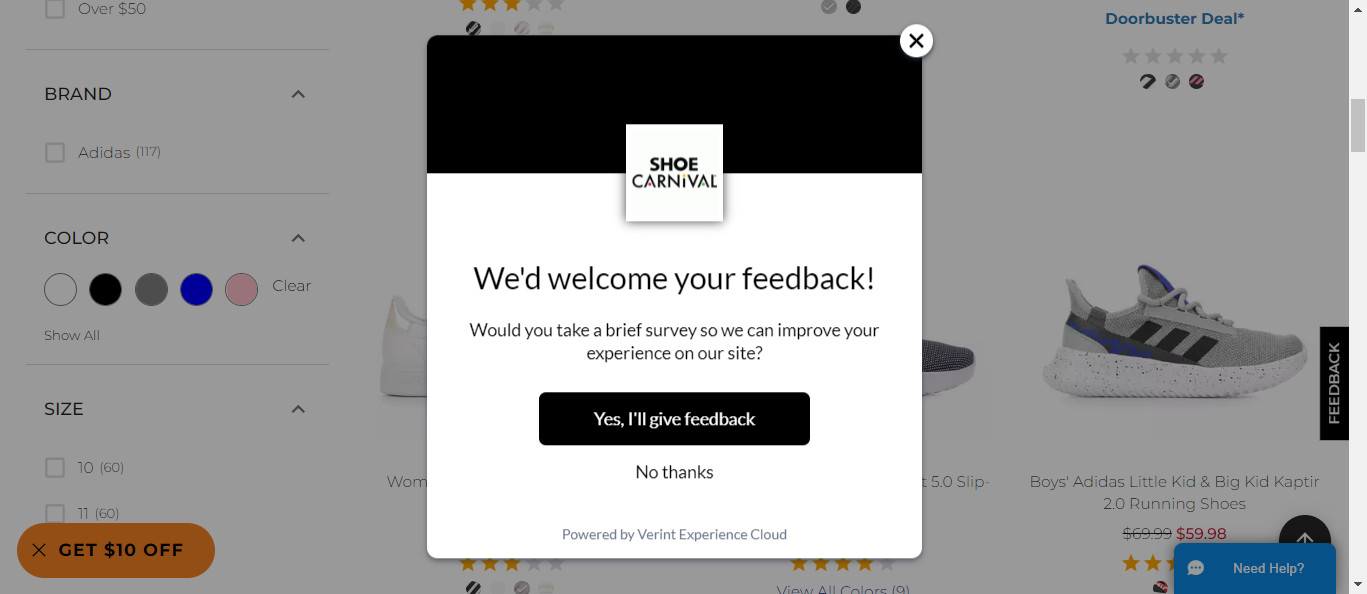 Over $50
BRAND
Adidas (117)
COLOR
Clear
Show All
SIZE
10 (60)
11 (60)
GET $10 OFF
Doorbuster Deal*
SHOE
CARNIVAL
We'd welcome your feedback!
Would you take a brief survey so we can improve your
experience on our site?
Yes, I'll give feedback
No thanks
Powered by Verint Experience Cloud
5.0 Slip-
View All Colors (9)
Boys' Adidas Little Kid & Big Kid Kaptir
2.0 Running Shoes
$69.99 $59.98
FEEDBACK
Need Help?